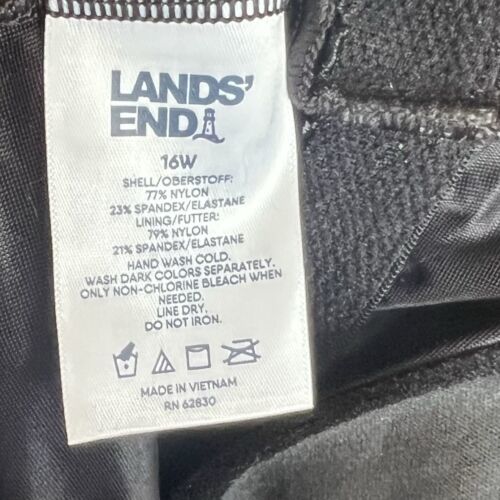 LANDS'
END
16W
SHELL/OBERSTOFF:
77% NYLON
23% SPANDEX/ELASTANE
LINING/FUTTER:
79% NYLON
21% SPANDEX/ELASTANE
HAND WASH COLD.
WASH DARK COLORS SEPARATELY.
ONLY NON-CHLORINE BLEACH WHEN
NEEDED.
LINE DRY.
DO NOT IRON.
MADE IN VIETNAM
RN 62830